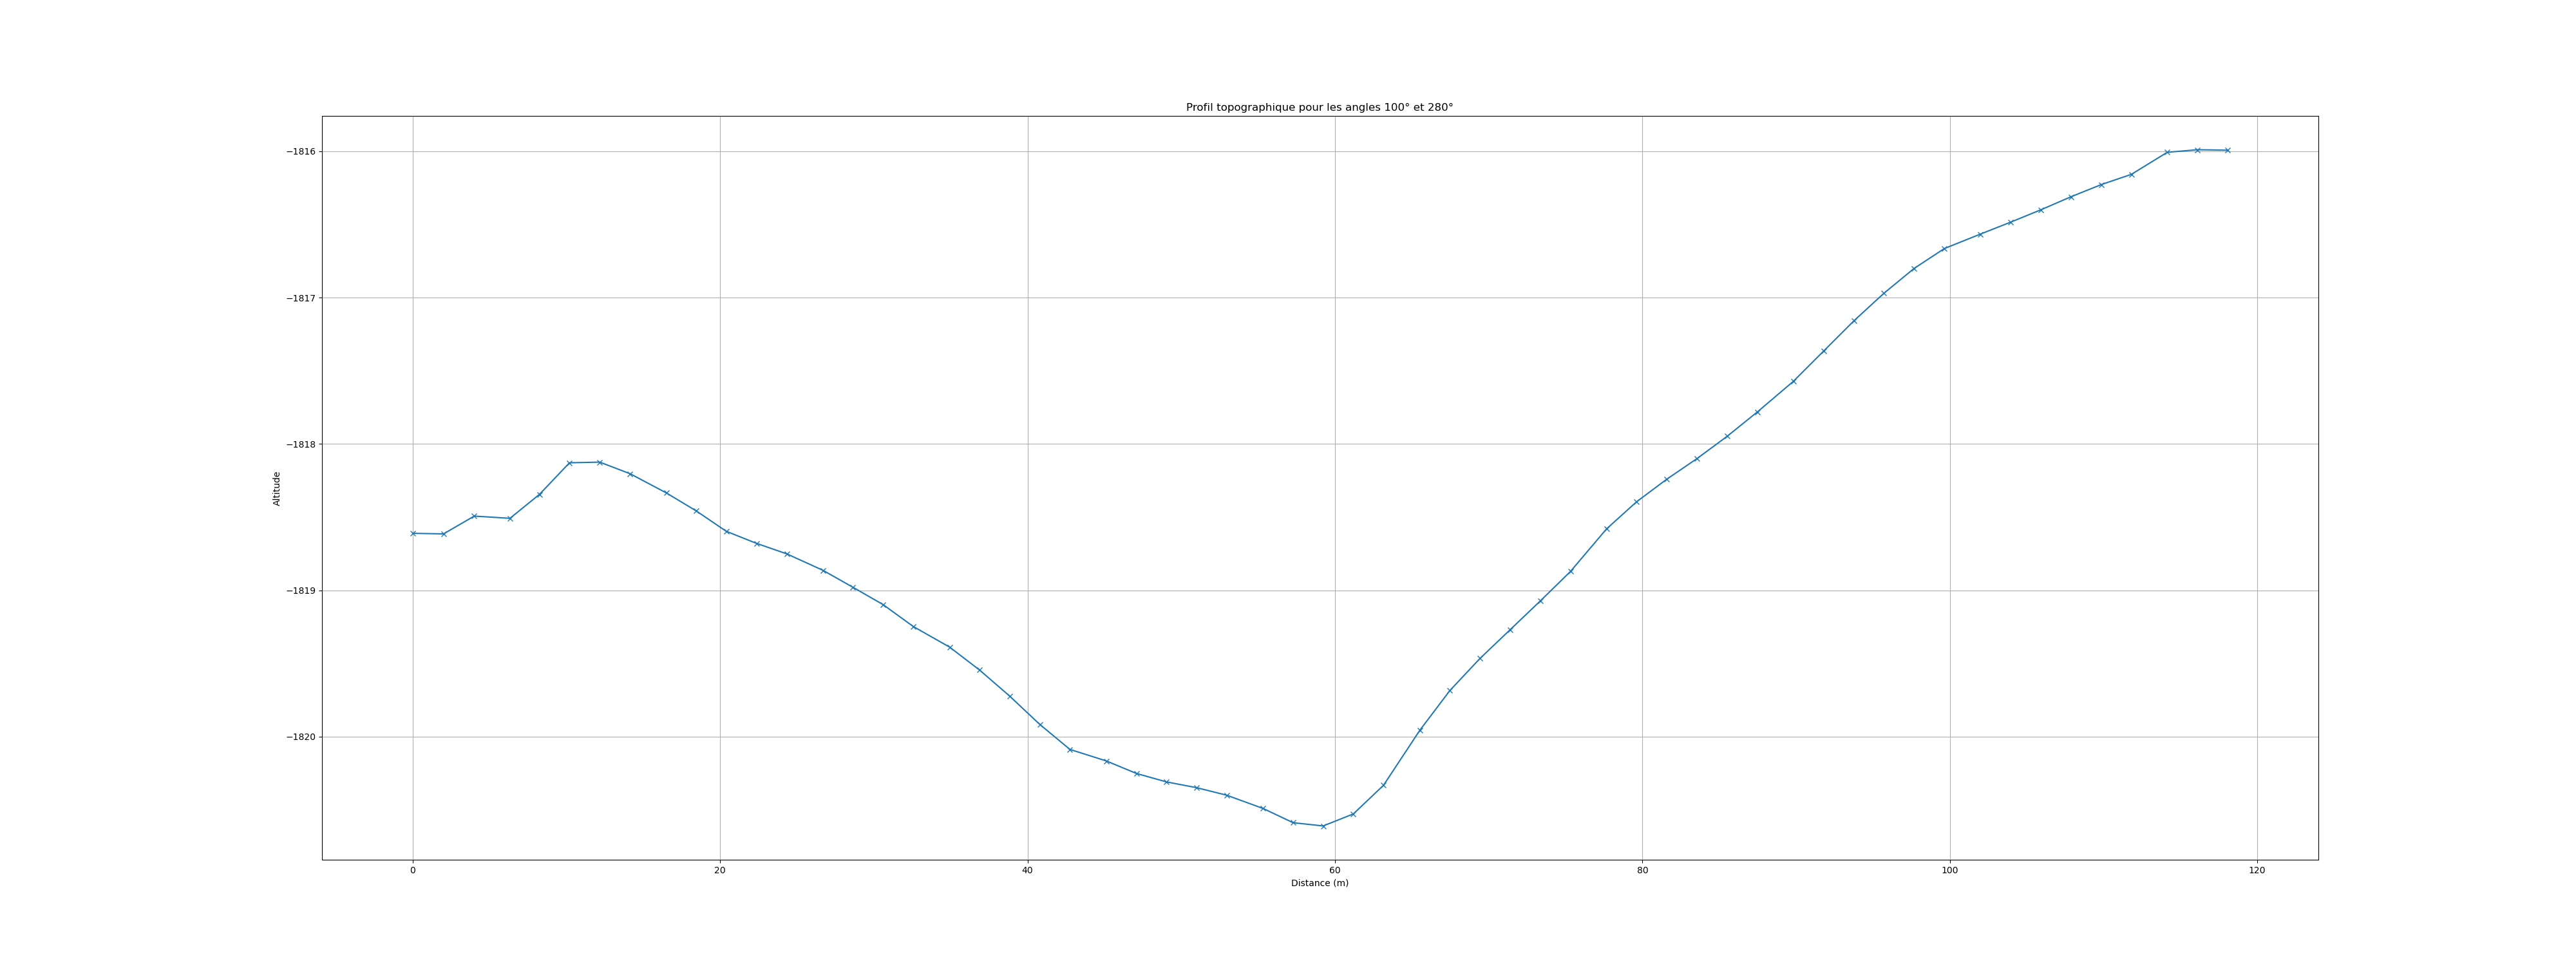 Profil topographique pour les angles 100° et 280°
−1816
−1817
−1818
−1819
−1820
Altitude
0 20 40 60 80 100 120
Distance (m)